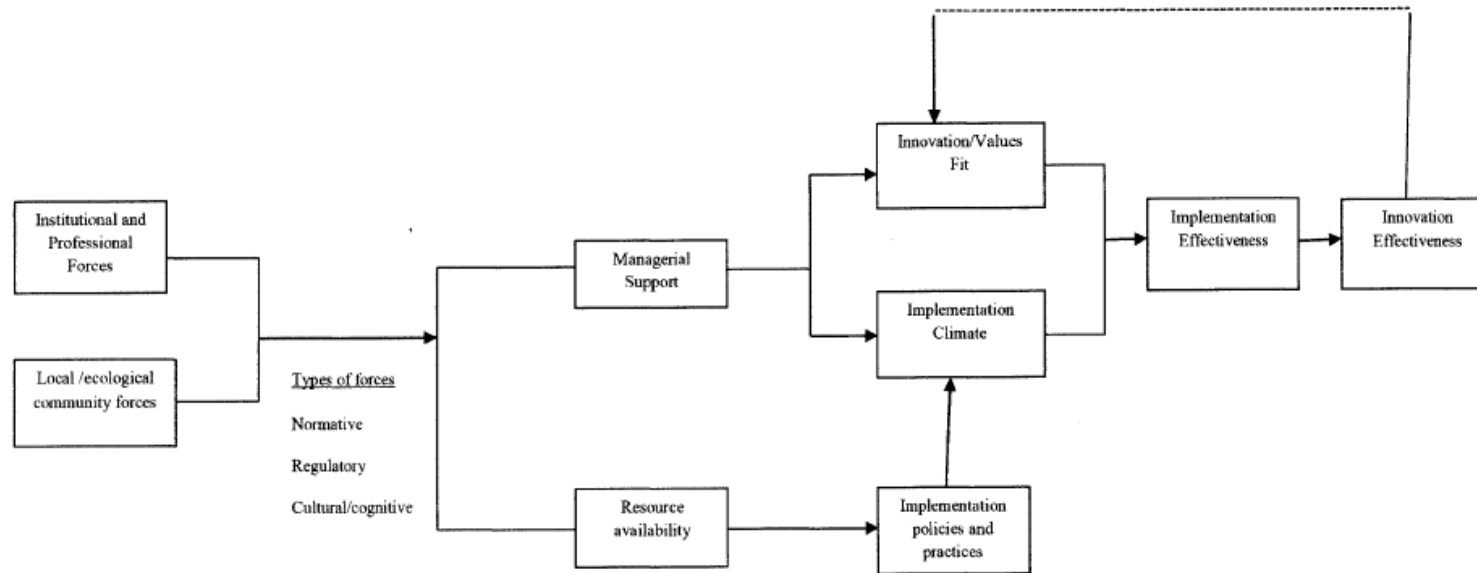 Innovation/Values
Fit
Institutional and
Professional
Forces
Implementation
Effectiveness
Innovation
Effectiveness
Managerial
Support
Implementation
Climate
Local /ecological
community forces
Types of forces
Normative
Regulatory
Cultural/cognitive
Resource
availability
Implementation
policies and
practices